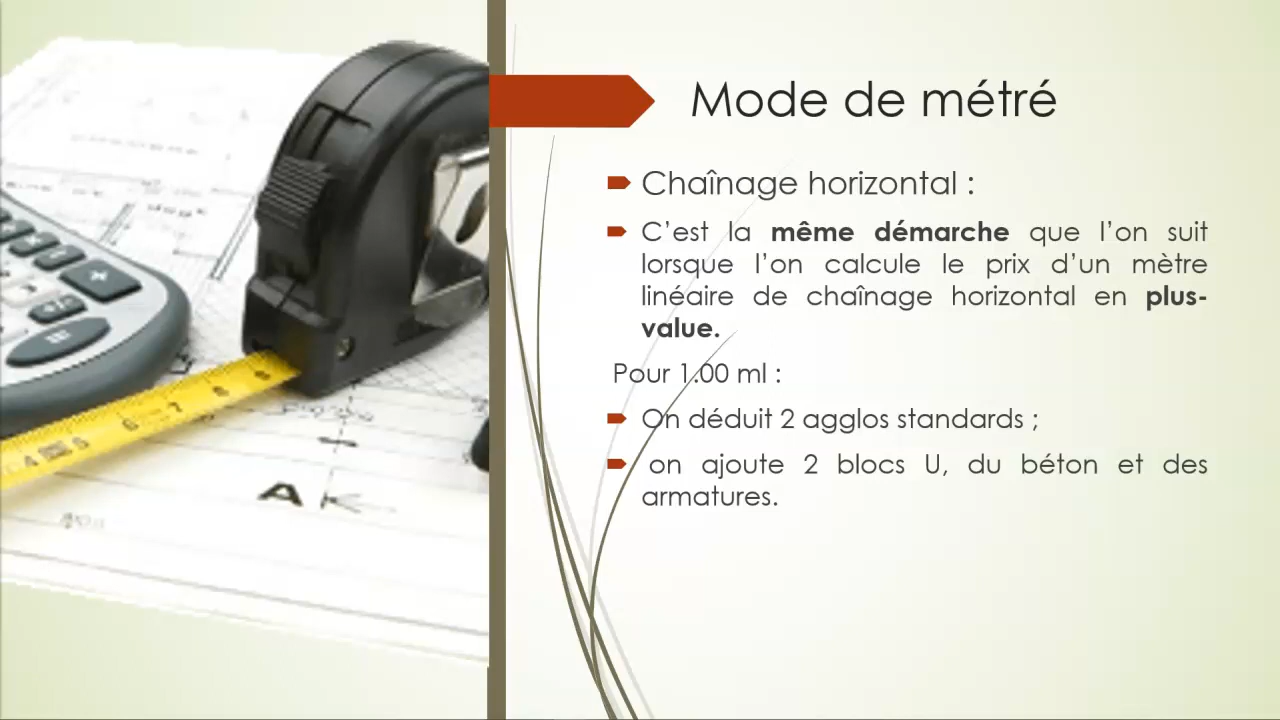 Mode de métré
Chaînage horizontal :
C’est la même démarche que l’on suit
lorsque l’on calcule le prix d’un mètre
linéaire de chaînage horizontal en plus-
value.
Pour 1.00 ml :
On déduit 2 agglos standards ;
on ajoute 2 blocs U, du béton et des
armatures.
A